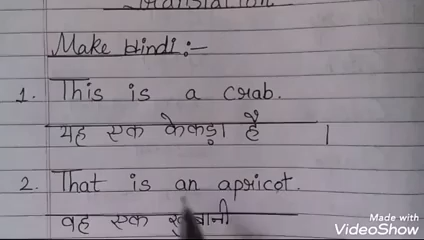 Translation
Make Hindi:-
1. This is a crab.
यह एक केकड़ा है |
2. That is an apricot.
वह एक खुबानी
Made with
VideoShow